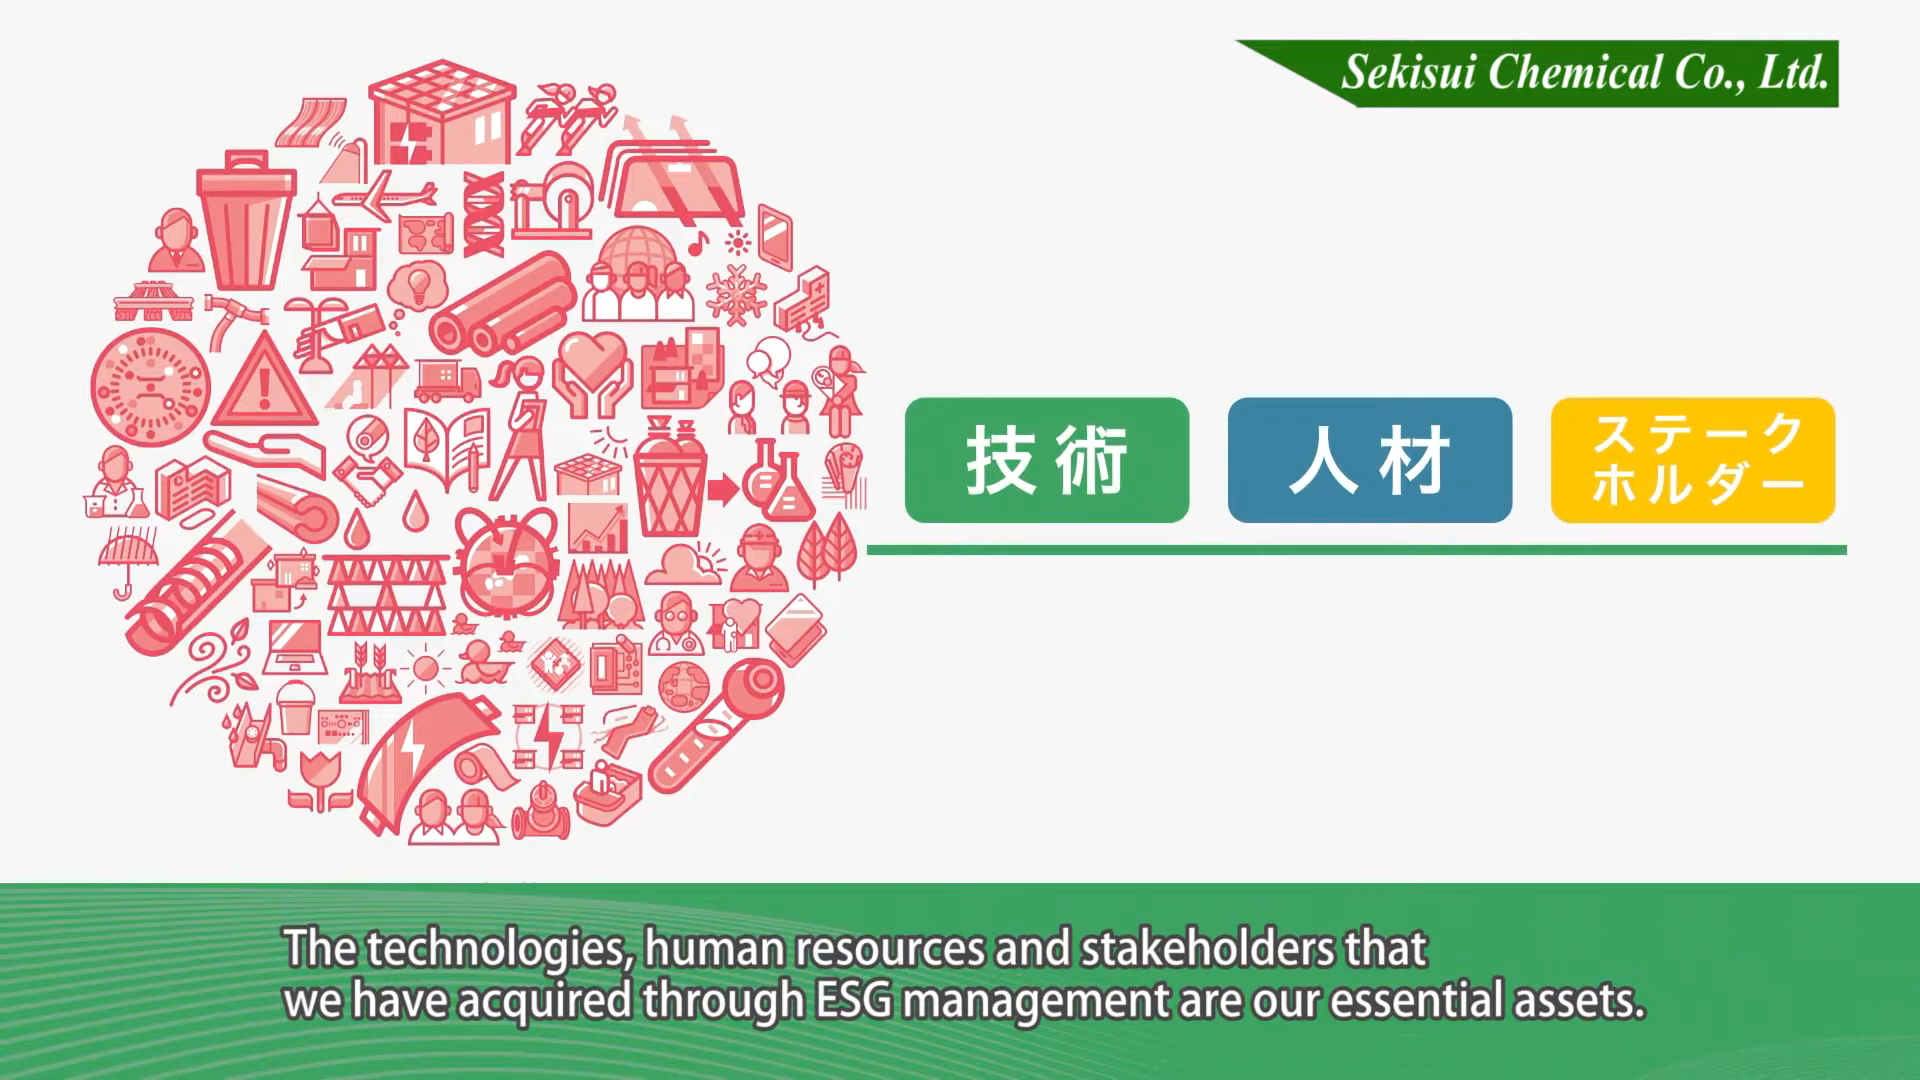 Sekisui Chemical Co., Ltd.
技術
人材
ステーク
ホルダー
The technologies, human resources and stakeholders that
we have acquired through ESG management are our essential assets.